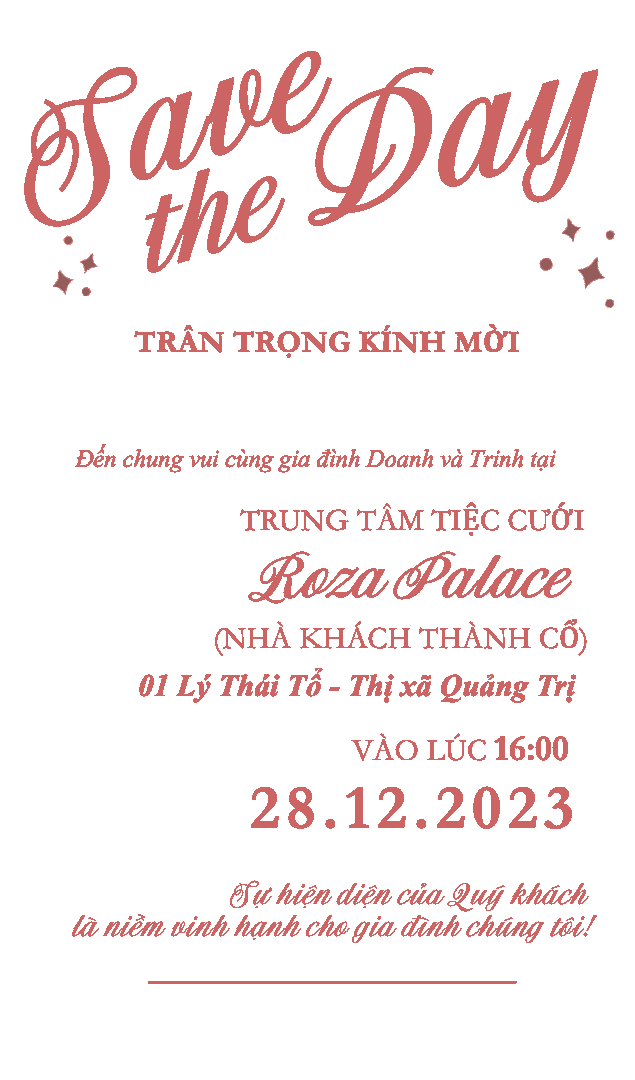 Save the Day
TRÂN TRỌNG KÍNH MỜI
Đến chung vui cùng gia đình Doanh và Trinh tại
TRUNG TÂM TIỆC CƯỚI
Roza Palace
(NHÀ KHÁCH THÀNH CỔ)
01 Lý Thái Tổ - Thị xã Quảng Trị
VÀO LÚC 16:00
28.12.2023
Sự hiện diện của Quý khách
là niềm vinh hạnh cho gia đình chúng tôi!